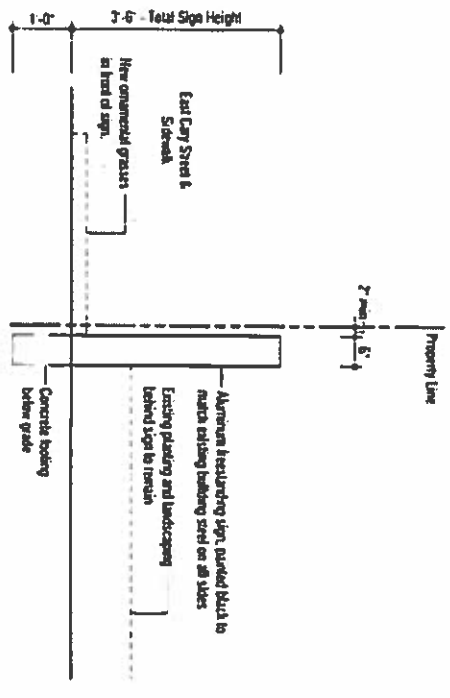 1'-0"
3'-6" - Total Sign Height
East Cary Street &
Sidewalk
New ornamental grasses
in front of sign.
2" min
6"
Property Line
Aluminum freestanding sign, painted black to
match existing building steel on all sides
Existing planting and landscaping
behind sign to remain
Concrete footing
below grade